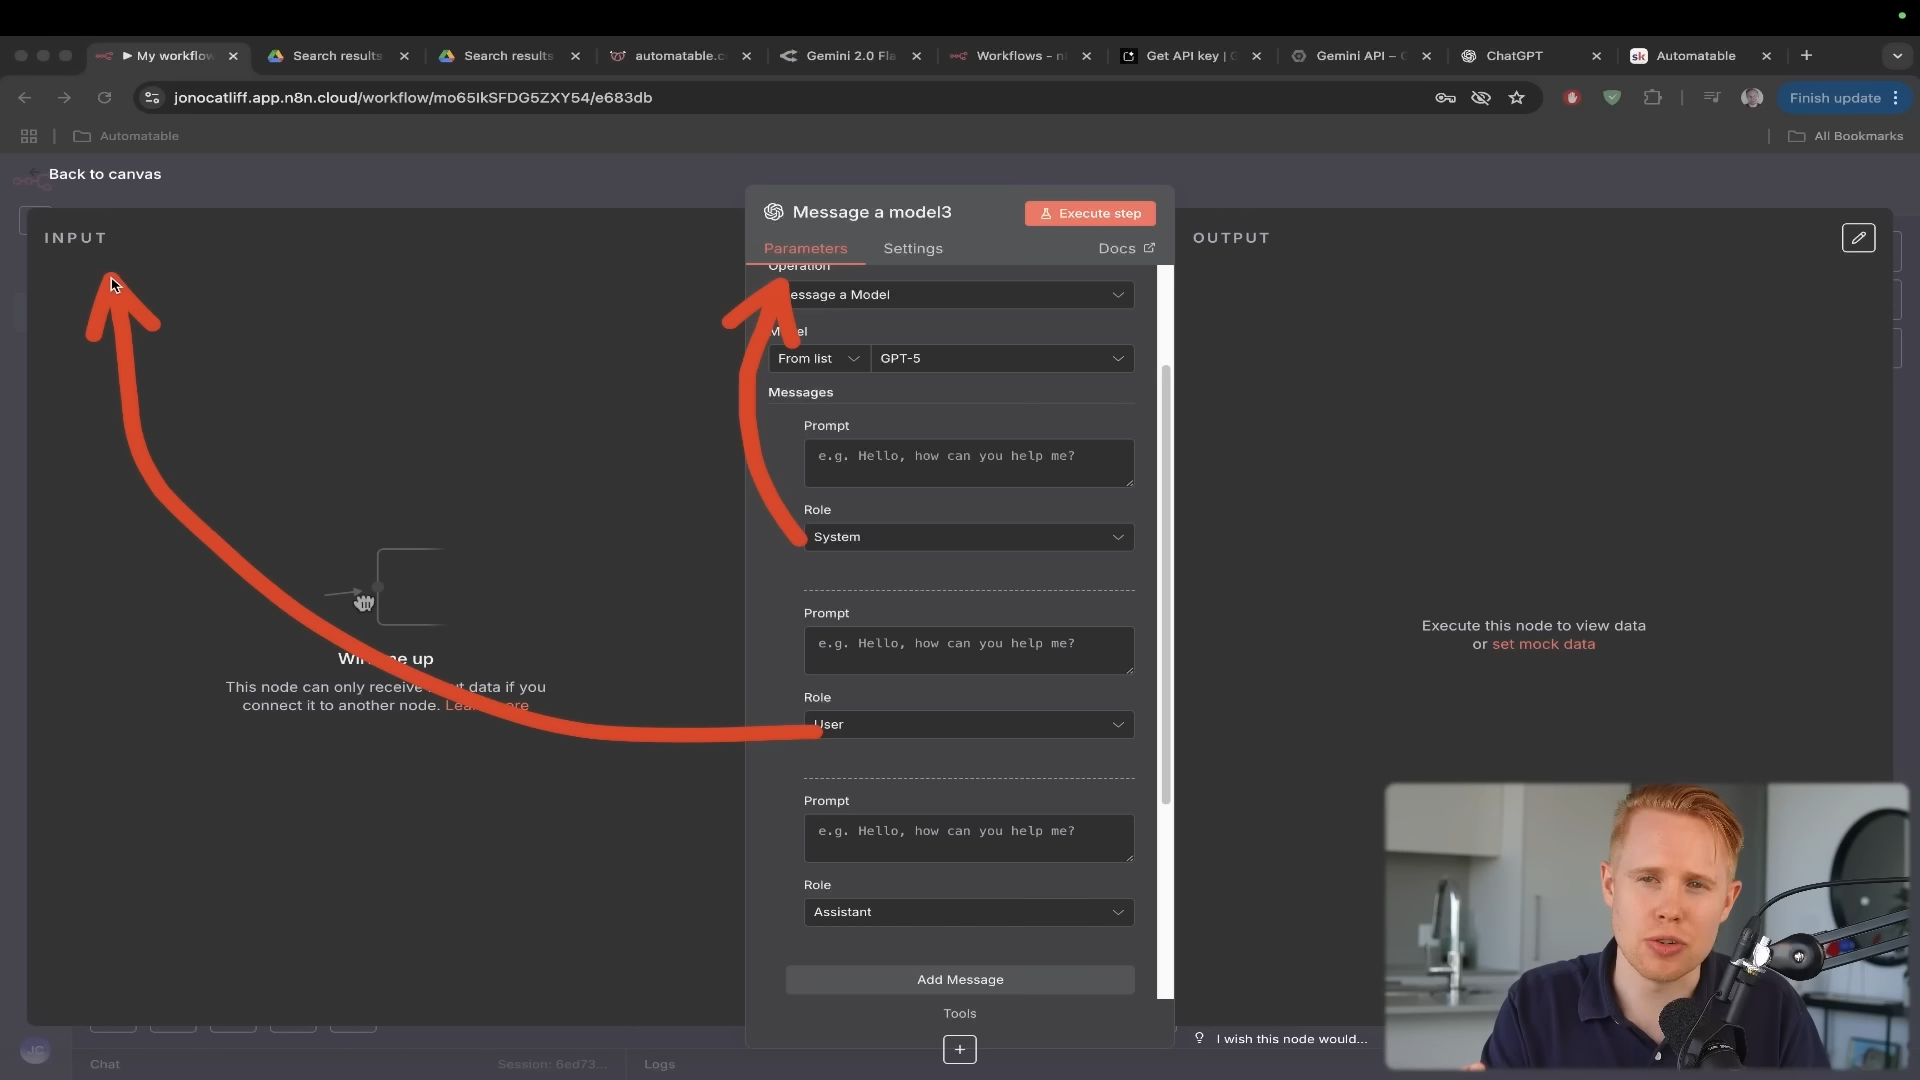 My workflow
Search results
Search results
automatable.c
Gemini 2.0 Fla
Workflows - n
Get API key | G
Gemini API – G
ChatGPT
sk
Automatable
jonocatliff.app.n8n.cloud/workflow/mo65IkSFDG5ZXY54/e683db
Finish update
Automatable
All Bookmarks
Back to canvas
INPUT
Message a model3
Execute step
OUTPUT
Parameters
Settings
Docs
Operation
essage a Model
From list
GPT-5
Messages
Prompt
e.g. Hello, how can you help me?
Role
System
Prompt
e.g. Hello, how can you help me?
Role
User
Prompt
e.g. Hello, how can you help me?
Role
Assistant
Add Message
Tools
up
This node can only receive data if you
connect it to another node.
Execute this node to view data
or set mock data
I wish this node would...
JC
Chat
Session: 6ed73...
Logs